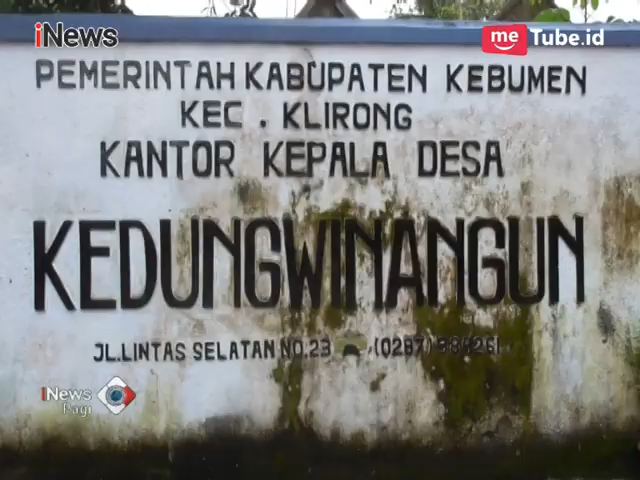 iNews
me Tube.id
PEMERINTAH KABUPATEN KEBUMEN
KEC . KLIRONG
KANTOR KEPALA DESA
KEDUNGWINANGUN
JL.LINTAS SELATAN NO.23 (0287)
iNews
Pagi